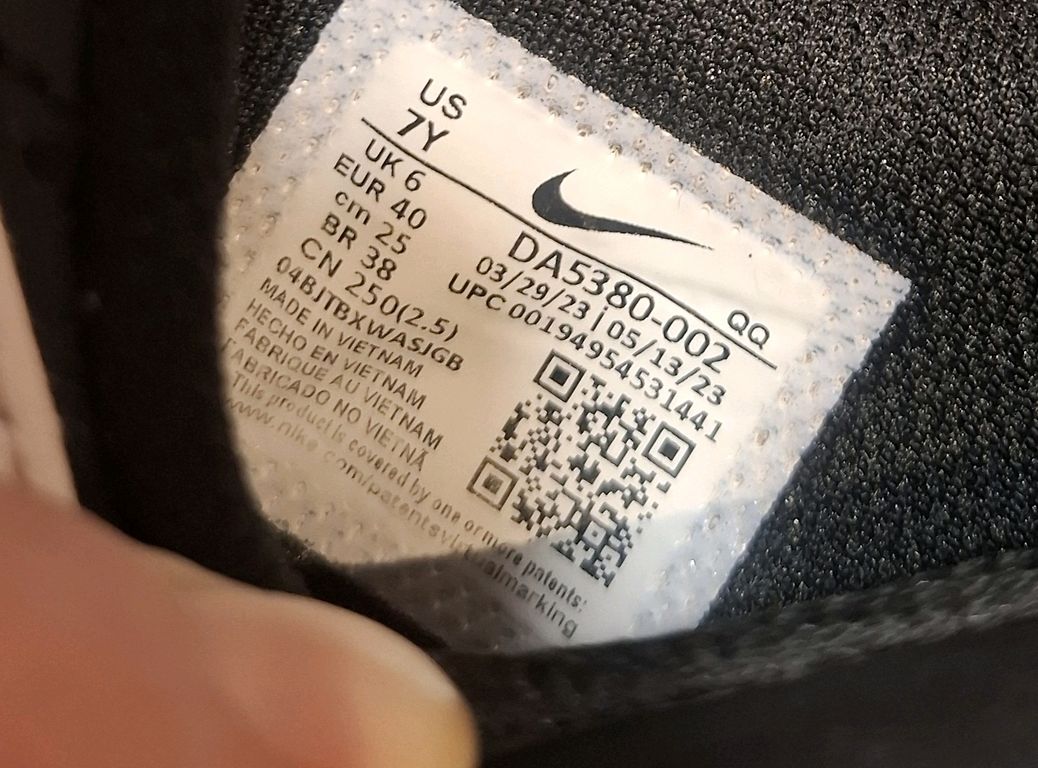 US
7Y
UK 6
EUR 40
cm 25
BR 38
CN 250(2.5)
04BJTBXWASJGB
MADE IN VIETNAM
HECHO EN VIETNAM
FABRIQUE AU VIETNAM
FABRICADO NO VIETNÃ
This product is covered by one or more patents:
www.nike.com/patentsvirtualmarking
QQ
DA5380-002
03/29/23 | 05/13/23
UPC 00194954531441